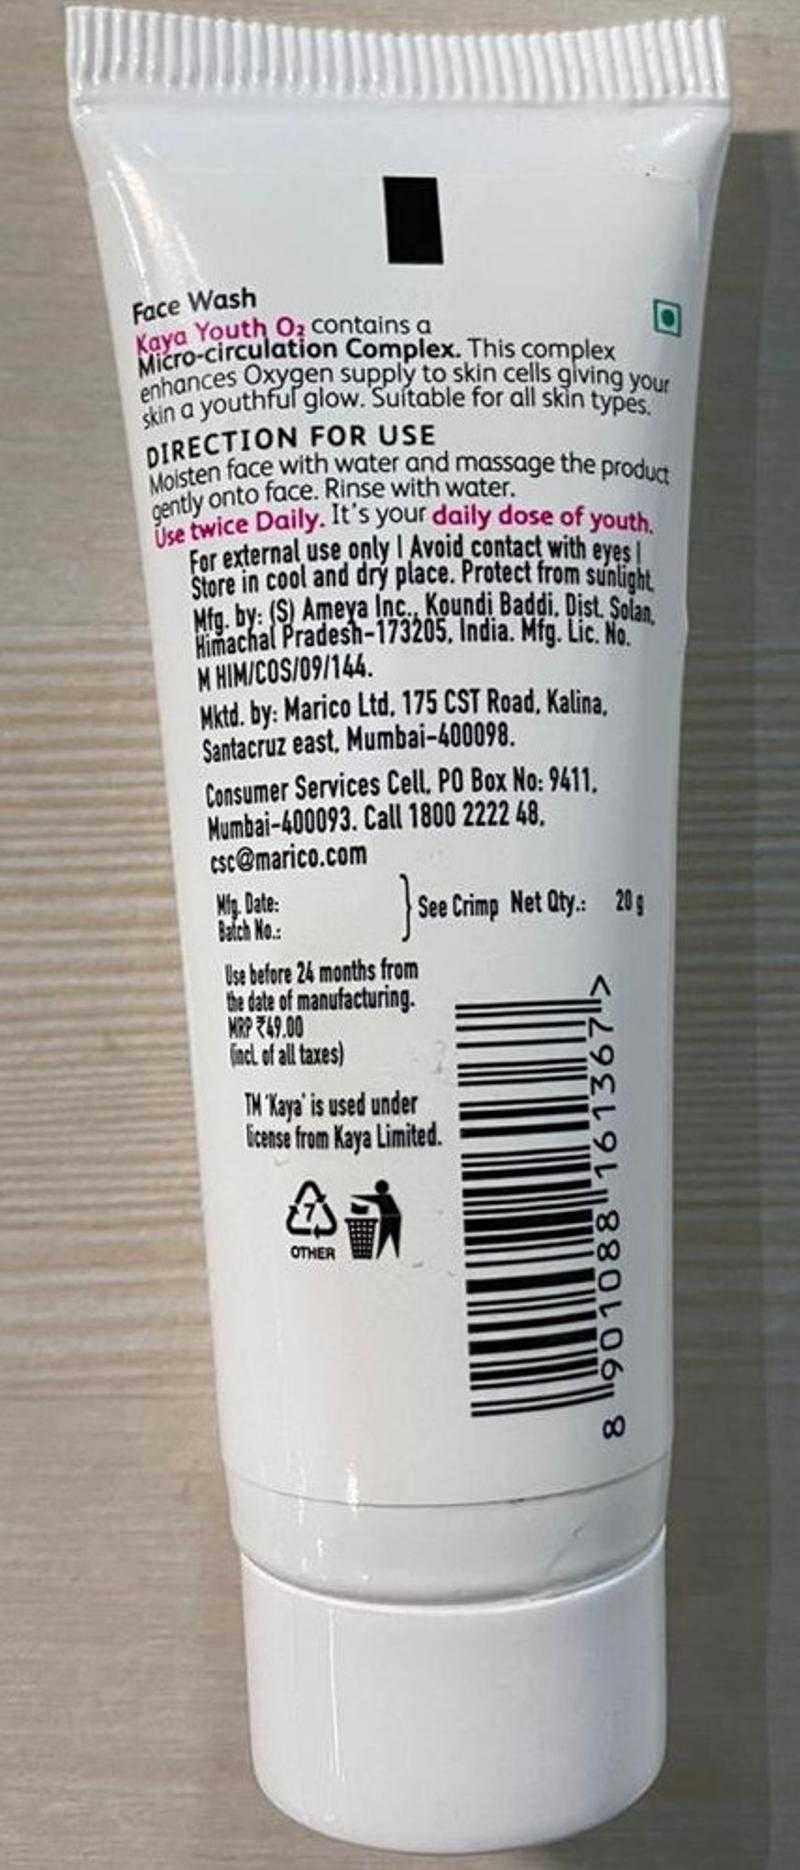 Face Wash
Kaya Youth O₂ contains a
Micro-circulation Complex. This complex
enhances Oxygen supply to skin cells giving your
skin a youthful glow. Suitable for all skin types.
DIRECTION FOR USE
Moisten face with water and massage the product
gently onto face. Rinse with water.
Use twice Daily. It's your daily dose of youth.
For external use only | Avoid contact with eyes |
Store in cool and dry place. Protect from sunlight.
Mfg. by: (S) Ameya Inc., Koundi Baddi, Dist. Solan,
Himachal Pradesh-173205, India. Mfg. Lic. No.
M HIM/COS/09/144.
Mktd. by: Marico Ltd, 175 CST Road, Kalina,
Santacruz east, Mumbai-400098.
Consumer Services Cell, PO Box No: 9411,
Mumbai-400093. Call 1800 2222 48,
csc@marico.com
Mfg. Date:
Batch No.:
} See Crimp Net Qty.: 20 g
Use before 24 months from
the date of manufacturing.
MRP ₹49.00
(incl. of all taxes)
TM 'Kaya' is used under
license from Kaya Limited.
7
OTHER
8 901088 161367 >